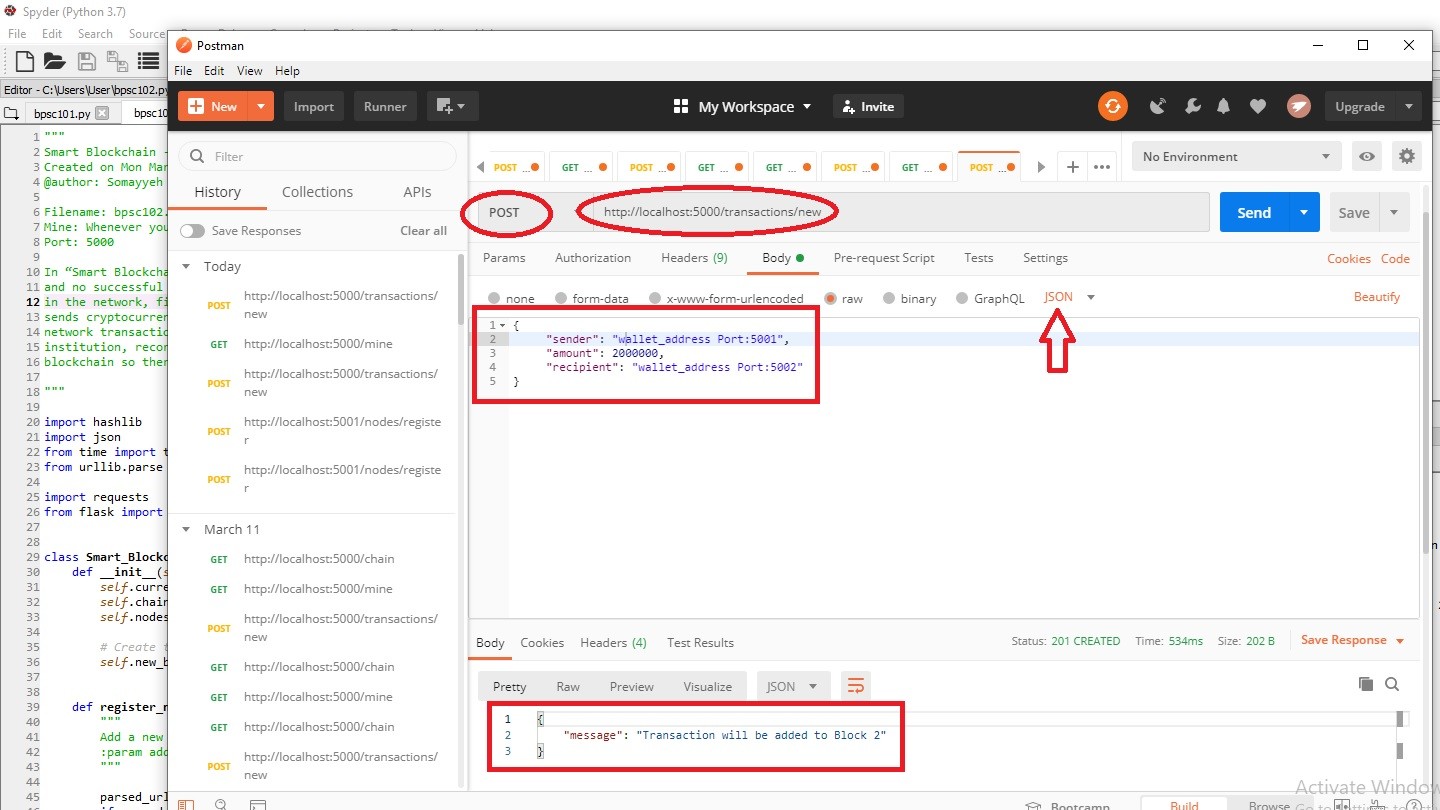 Spyder (Python 3.7)
File Edit Search Source
Postman
File Edit View Help
Editor - C:\Users\User\bpsc102.py
New Import Runner My Workspace Invite Upgrade
bpsc101.py bpsc10
Filter
History Collections APIs
Save Responses Clear all
Today
POST http://localhost:5000/transactions/
new
GET http://localhost:5000/mine
POST http://localhost:5000/transactions/
new
POST http://localhost:5001/nodes/registe
r
POST http://localhost:5001/nodes/registe
r
March 11
GET http://localhost:5000/chain
GET http://localhost:5000/mine
POST http://localhost:5000/transactions/
new
GET http://localhost:5000/chain
GET http://localhost:5000/mine
GET http://localhost:5000/chain
POST http://localhost:5000/transactions/
new
1 """
2 Smart Blockchain -
3 Created on Mon Mar
4 @author: Somayyeh
5
6 Filename: bpsc102.
7 Mine: Whenever you
8 Port: 5000
9
10 In “Smart Blockcha
11 and no successful
12 in the network, fi
13 sends cryptocurren
14 network transactio
15 institution, recor
16 blockchain so ther
17
18 """
19
20 import hashlib
21 import json
22 from time import t
23 from urllib.parse
24
25 import requests
26 from flask import
27
28
29 class Smart_Blockc
30 def __init__(s
31 self.curre
32 self.chain
33 self.nodes
34
35 # Create t
36 self.new_b
37
38
39 def register_n
40 """
41 Add a new
42 :param add
43 """
44
45 parsed_url
46
POST ... GET ... POST ... GET ... GET ... POST ... GET ... POST ... No Environment
POST http://localhost:5000/transactions/new Send Save
Params Authorization Headers (9) Body Pre-request Script Tests Settings Cookies Code
none form-data x-www-form-urlencoded raw binary GraphQL JSON Beautify
1 {
2 "sender": "wallet_address Port:5001",
3 "amount": 2000000,
4 "recipient": "wallet_address Port:5002"
5 }
Body Cookies Headers (4) Test Results Status: 201 CREATED Time: 534ms Size: 202 B Save Response
Pretty Raw Preview Visualize JSON
1 {
2 "message": "Transaction will be added to Block 2"
3 }
Activate Window
Bootcamp Build Browse